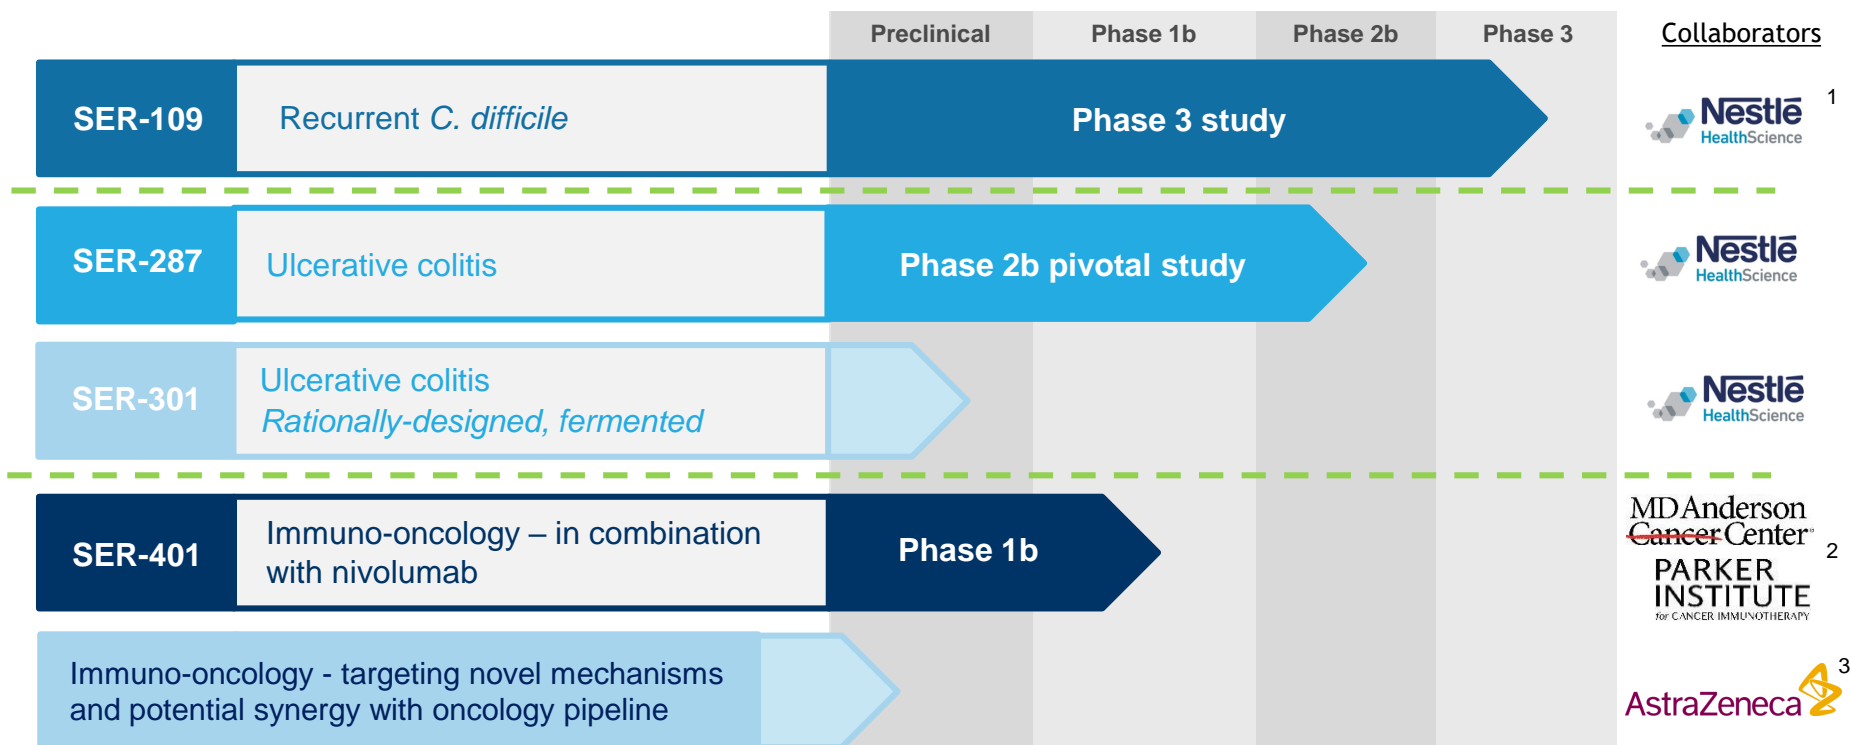 Preclinical Phase 1b Phase 2b Phase 3 Collaborators
SER-109 Recurrent C. difficile Phase 3 study Nestlé 1
HealthScience
SER-287 Ulcerative colitis Phase 2b pivotal study Nestlé
HealthScience
SER-301 Ulcerative colitis
Rationally-designed, fermented
Nestlé
HealthScience
SER-401 Immuno-oncology – in combination
with nivolumab
Phase 1b
MD Anderson
Cancer Center
2
PARKER
INSTITUTE
for CANCER IMMUNOTHERAPY
Immuno-oncology - targeting novel mechanisms
and potential synergy with oncology pipeline
AstraZeneca 3